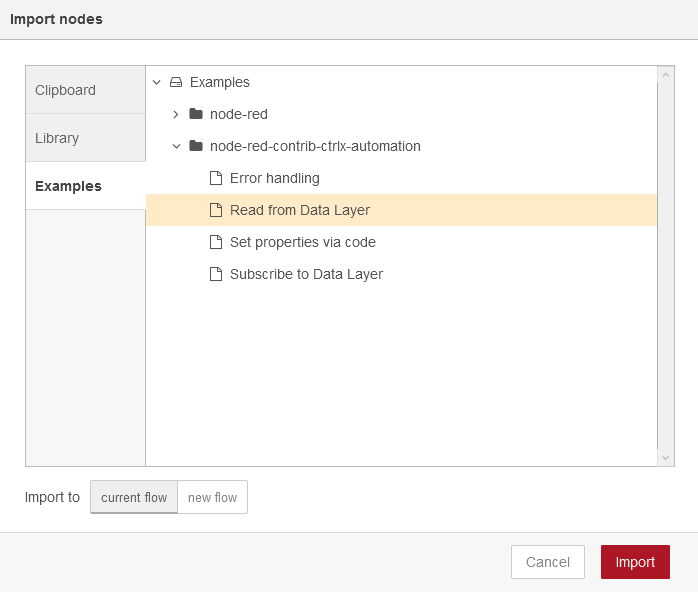 Import nodes
Clipboard
Library
Examples
Examples
node-red
node-red-contrib-ctrlx-automation
Error handling
Read from Data Layer
Set properties via code
Subscribe to Data Layer
Import to current flow new flow
Cancel Import